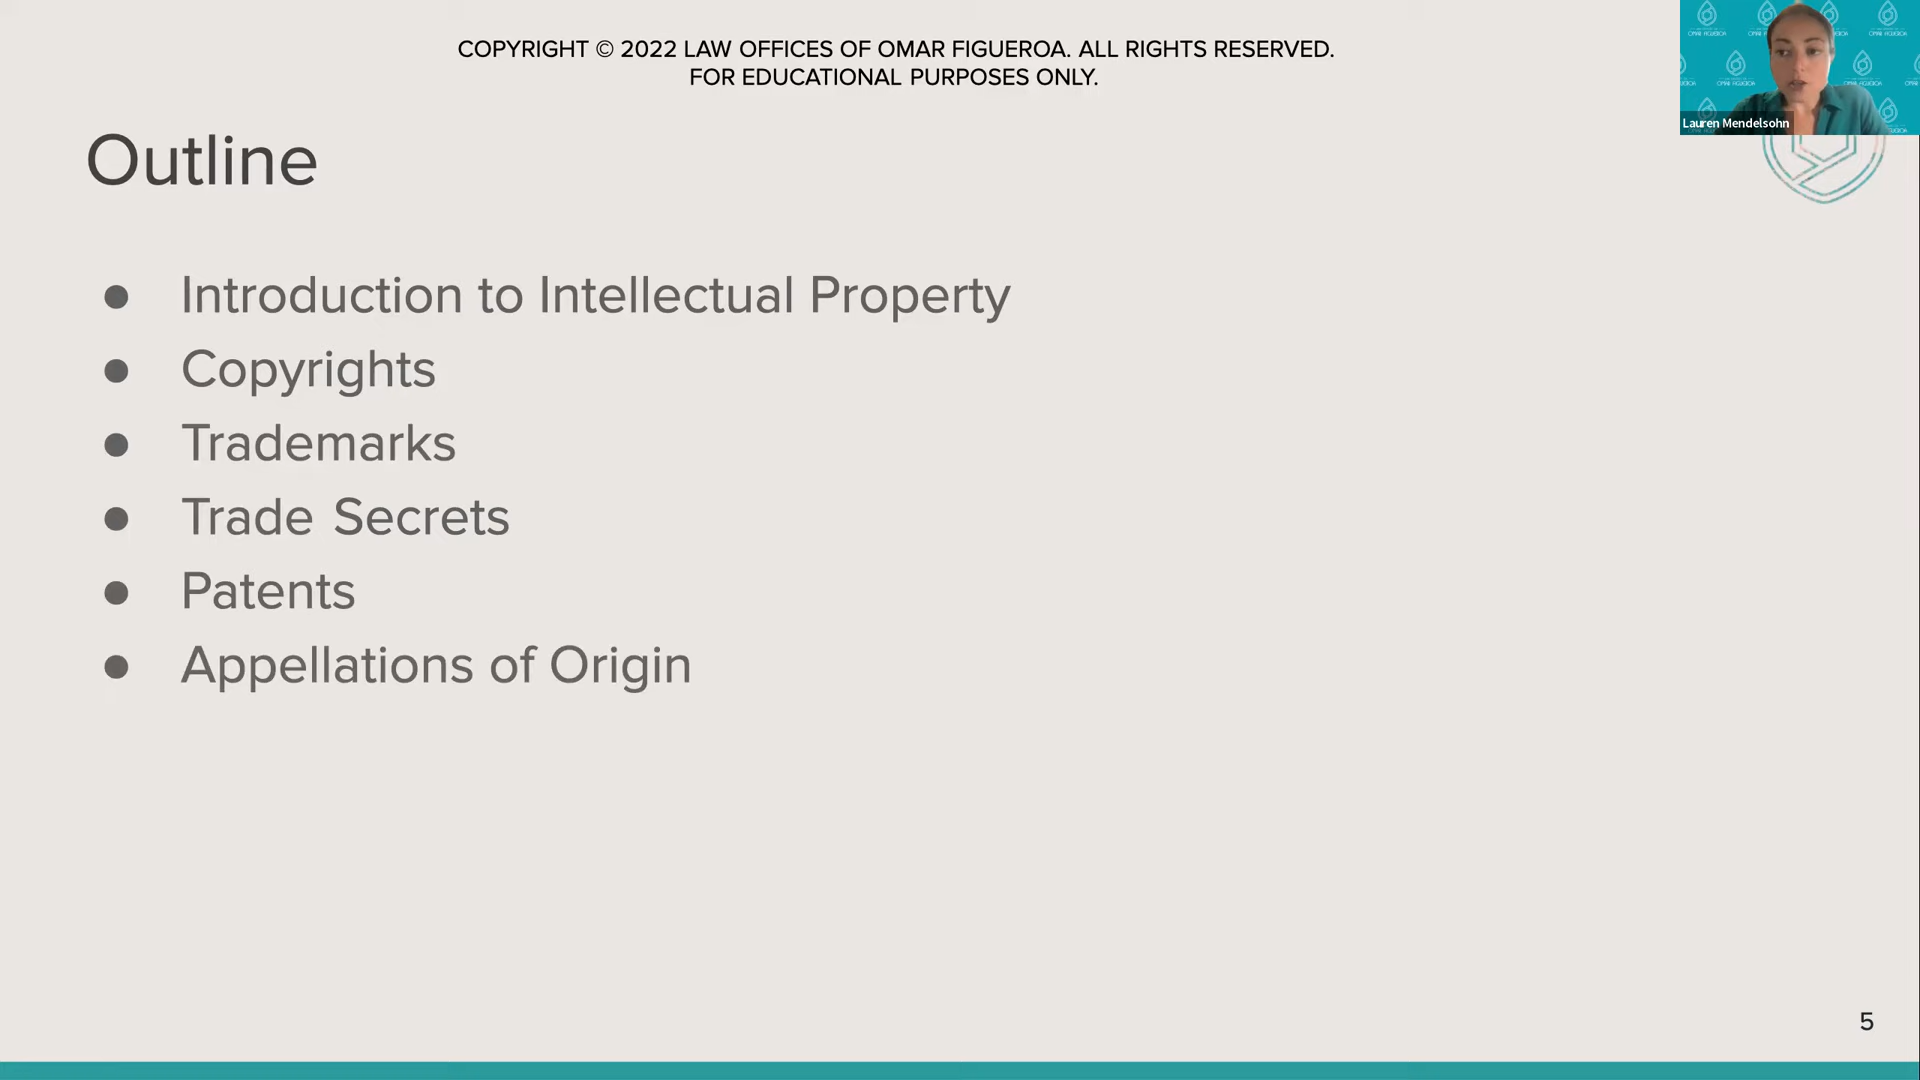 COPYRIGHT © 2022 LAW OFFICES OF OMAR FIGUEROA. ALL RIGHTS RESERVED.
FOR EDUCATIONAL PURPOSES ONLY.
Lauren Mendelsohn
Outline
● Introduction to Intellectual Property
● Copyrights
● Trademarks
● Trade Secrets
● Patents
● Appellations of Origin
5